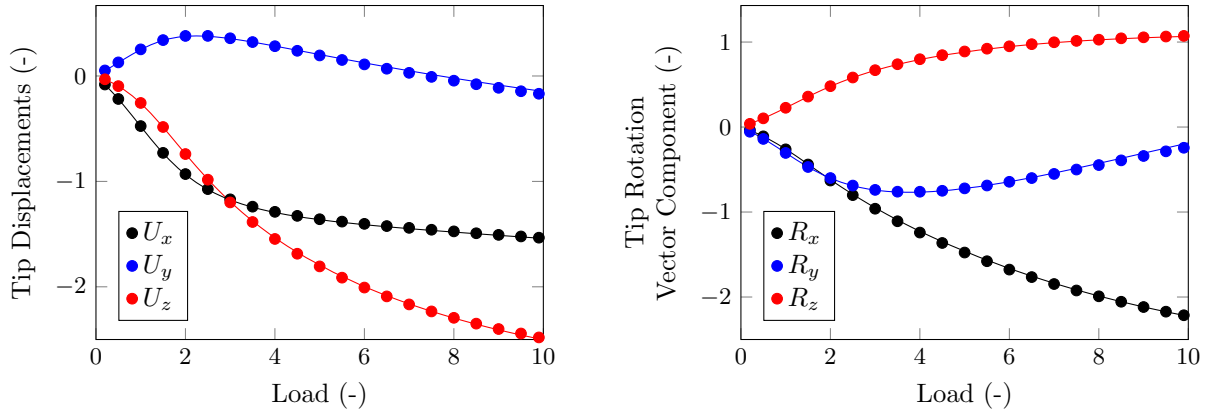 0
−1
−2
Tip Displacements (-)
U_x
U_y
U_z
0 2 4 6 8 10
Load (-)
1
0
−1
−2
Tip Rotation
Vector Component (-)
R_x
R_y
R_z
0 2 4 6 8 10
Load (-)